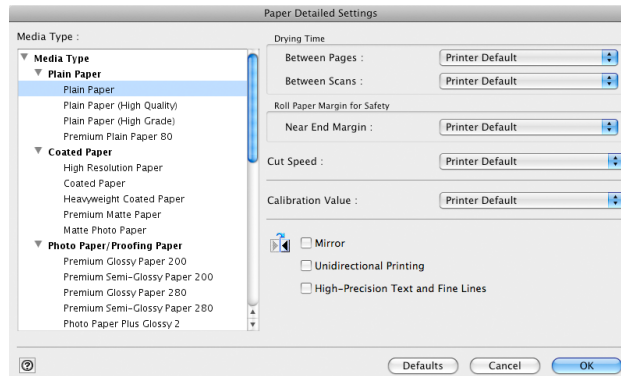 Paper Detailed Settings
Media Type :
Media Type
Plain Paper
Plain Paper
Plain Paper (High Quality)
Plain Paper (High Grade)
Premium Plain Paper 80
Coated Paper
High Resolution Paper
Coated Paper
Heavyweight Coated Paper
Premium Matte Paper
Matte Photo Paper
Photo Paper/Proofing Paper
Premium Glossy Paper 200
Premium Semi-Glossy Paper 200
Premium Glossy Paper 280
Premium Semi-Glossy Paper 280
Photo Paper Plus Glossy 2
Drying Time
Between Pages : Printer Default
Between Scans : Printer Default
Roll Paper Margin for Safety
Near End Margin : Printer Default
Cut Speed : Printer Default
Calibration Value : Printer Default
Mirror
Unidirectional Printing
High-Precision Text and Fine Lines
? Defaults Cancel OK